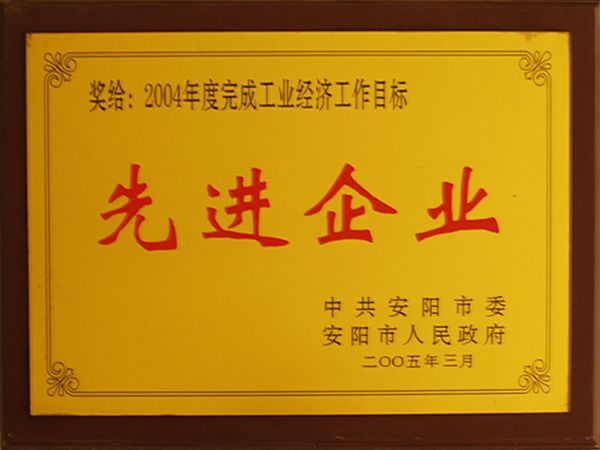 奖给：2004年度完成工业经济工作目标
先进企业
中共安阳市委
安阳市人民政府
二〇〇五年三月